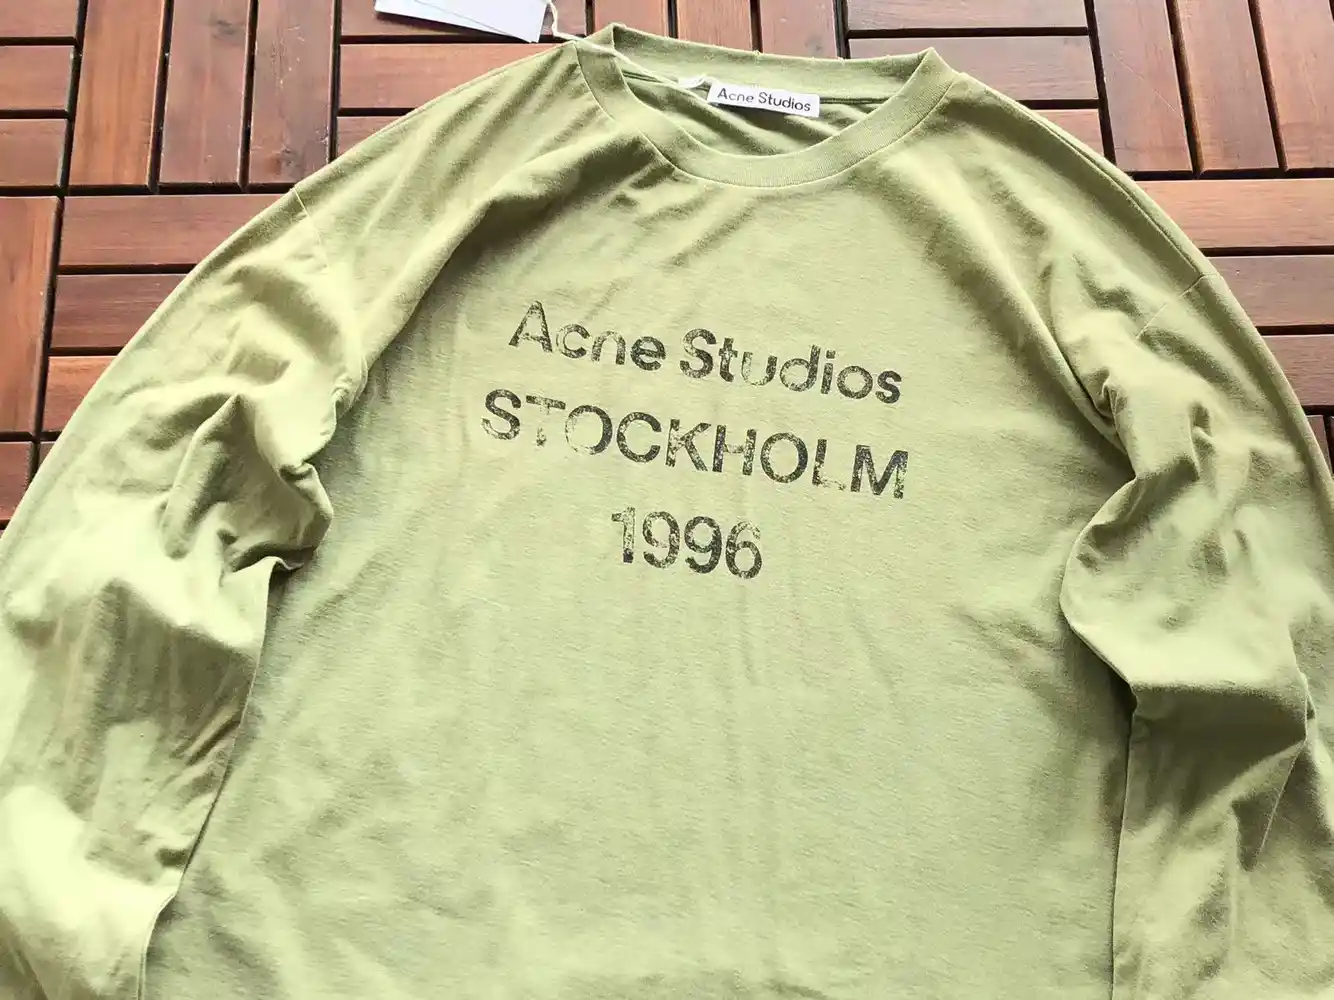 Acne Studios
Acne Studios
STOCKHOLM
1996